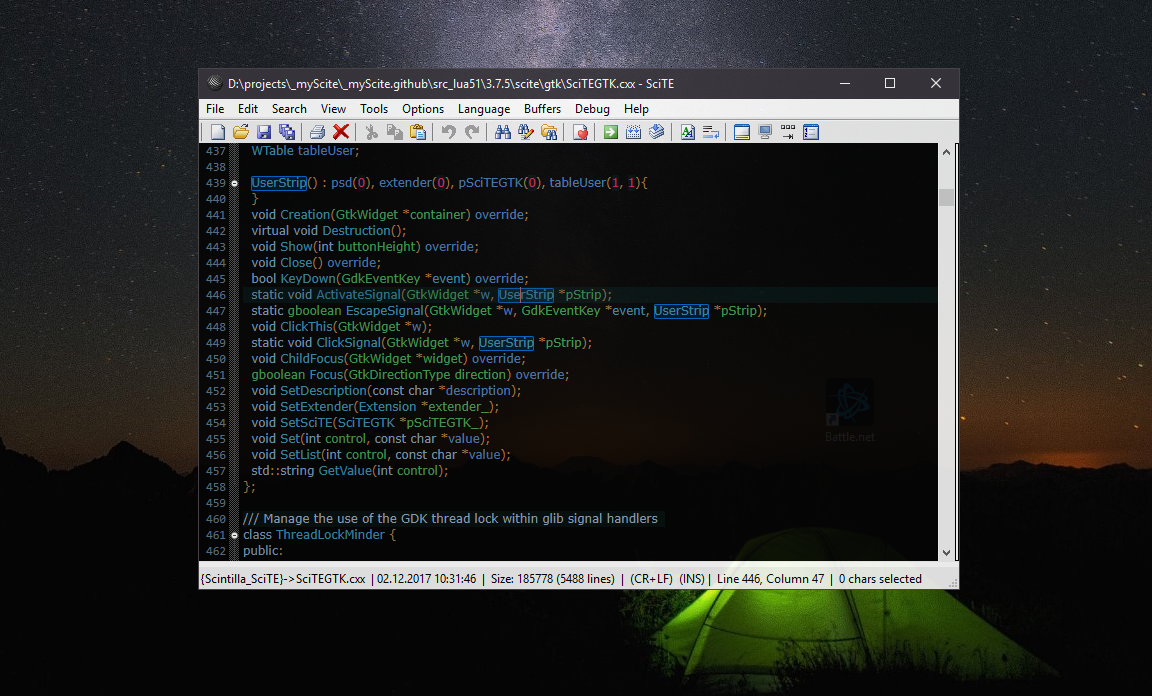 D:\projects\_myScite\_myScite.github\src_lua51\3.7.5\scite\gtk\SciTEGTK.cxx - SciTE
File Edit Search View Tools Options Language Buffers Debug Help
437 WTable tableUser;
438
439 UserStrip() : psd(0), extender(0), pSciTEGTK(0), tableUser(1, 1){
440 }
441 void Creation(GtkWidget *container) override;
442 virtual void Destruction();
443 void Show(int buttonHeight) override;
444 void Close() override;
445 bool KeyDown(GdkEventKey *event) override;
446 static void ActivateSignal(GtkWidget *w, UserStrip *pStrip);
447 static gboolean EscapeSignal(GtkWidget *w, GdkEventKey *event, UserStrip *pStrip);
448 void ClickThis(GtkWidget *w);
449 static void ClickSignal(GtkWidget *w, UserStrip *pStrip);
450 void ChildFocus(GtkWidget *widget) override;
451 gboolean Focus(GtkDirectionType direction) override;
452 void SetDescription(const char *description);
453 void SetExtender(Extension *extender_);
454 void SetSciTE(SciTEGTK *pSciTEGTK_);
455 void Set(int control, const char *value);
456 void SetList(int control, const char *value);
457 std::string GetValue(int control);
458 };
459
460 /// Manage the use of the GDK thread lock within glib signal handlers
461 class ThreadLockMinder {
462 public:
Battle.net
{Scintilla_SciTE}->SciTEGTK.cxx | 02.12.2017 10:31:46 | Size: 185778 (5488 lines) | (CR+LF) (INS) | Line 446, Column 47 | 0 chars selected